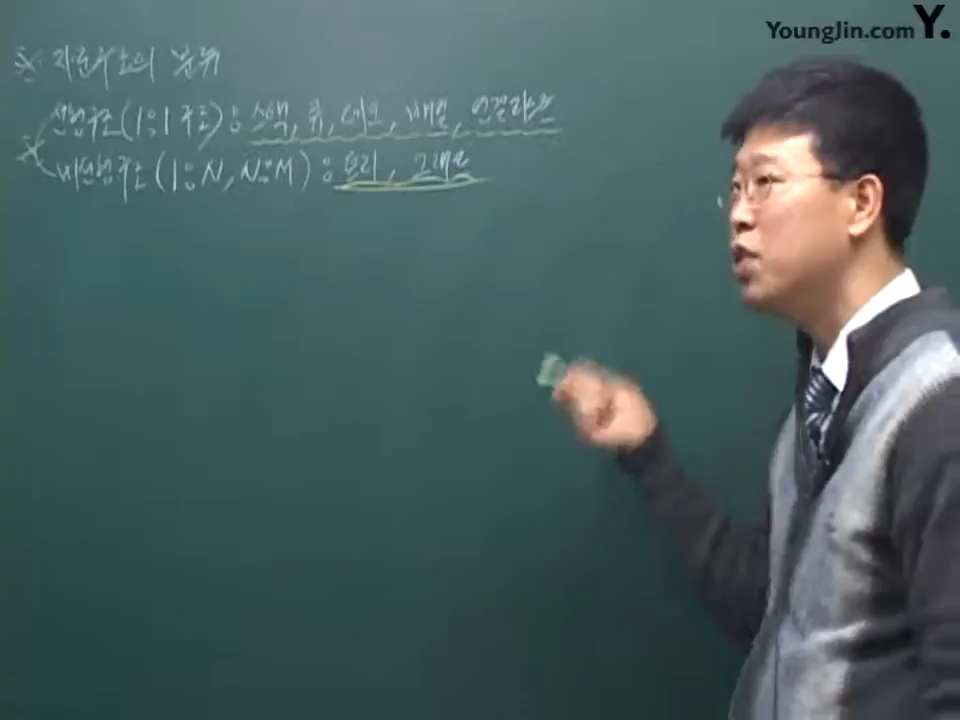 YoungJin.com Y.
※ 자료구조의 분류
선형구조(1:1 구조) : 스택, 큐, 데크, 배열, 연결리스트
※ 비선형구조 (1:N, N:M) : 트리, 그래프